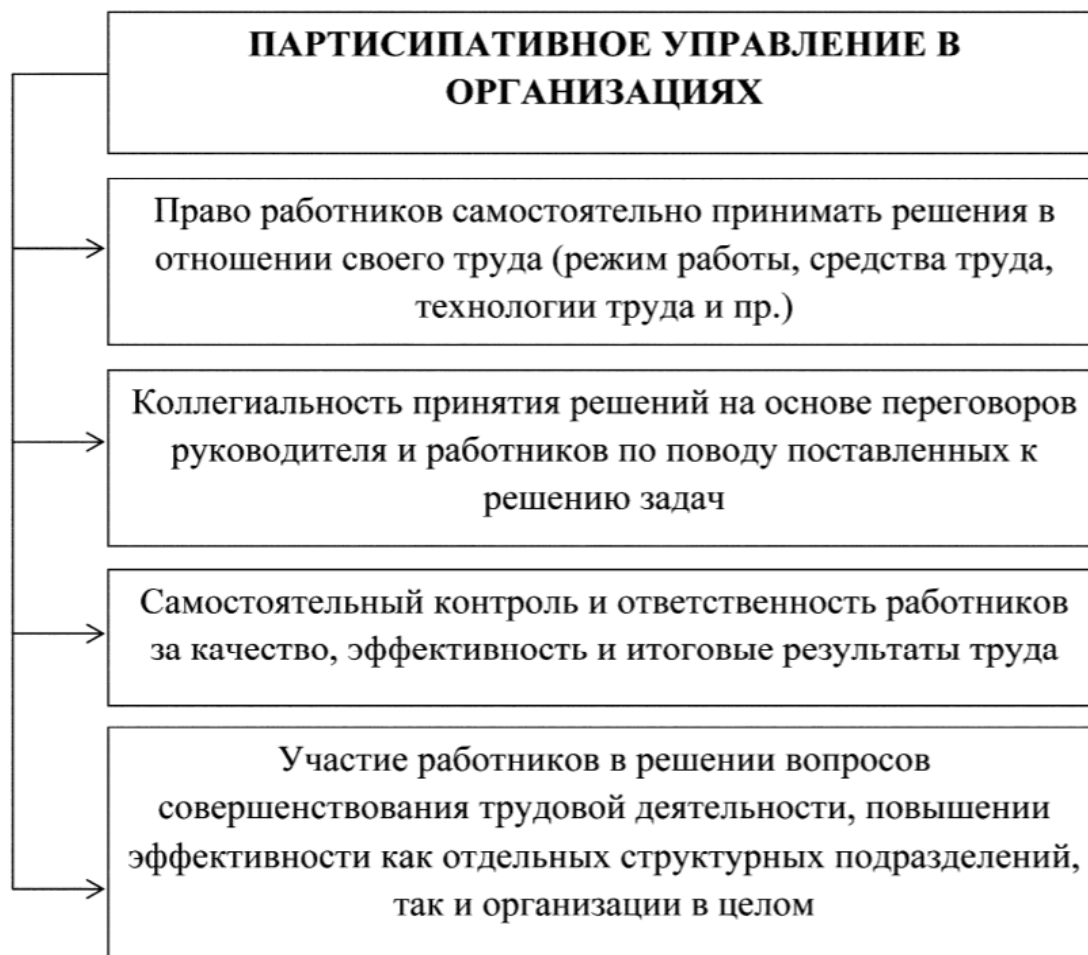 ПАРТИСИПАТИВНОЕ УПРАВЛЕНИЕ В
ОРГАНИЗАЦИЯХ
Право работников самостоятельно принимать решения в
отношении своего труда (режим работы, средства труда,
технологии труда и пр.)
Коллегиальность принятия решений на основе переговоров
руководителя и работников по поводу поставленных к
решению задач
Самостоятельный контроль и ответственность работников
за качество, эффективность и итоговые результаты труда
Участие работников в решении вопросов
совершенствования трудовой деятельности, повышении
эффективности как отдельных структурных подразделений,
так и организации в целом